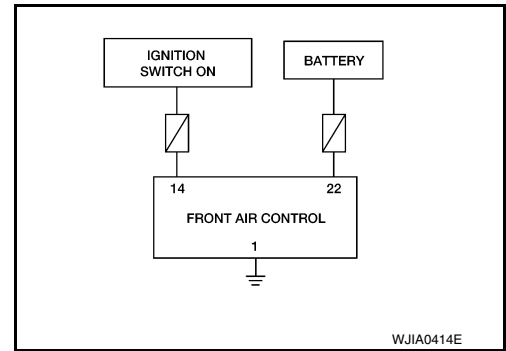 IGNITION
SWITCH ON
BATTERY
14
22
FRONT AIR CONTROL
1
WJIA0414E